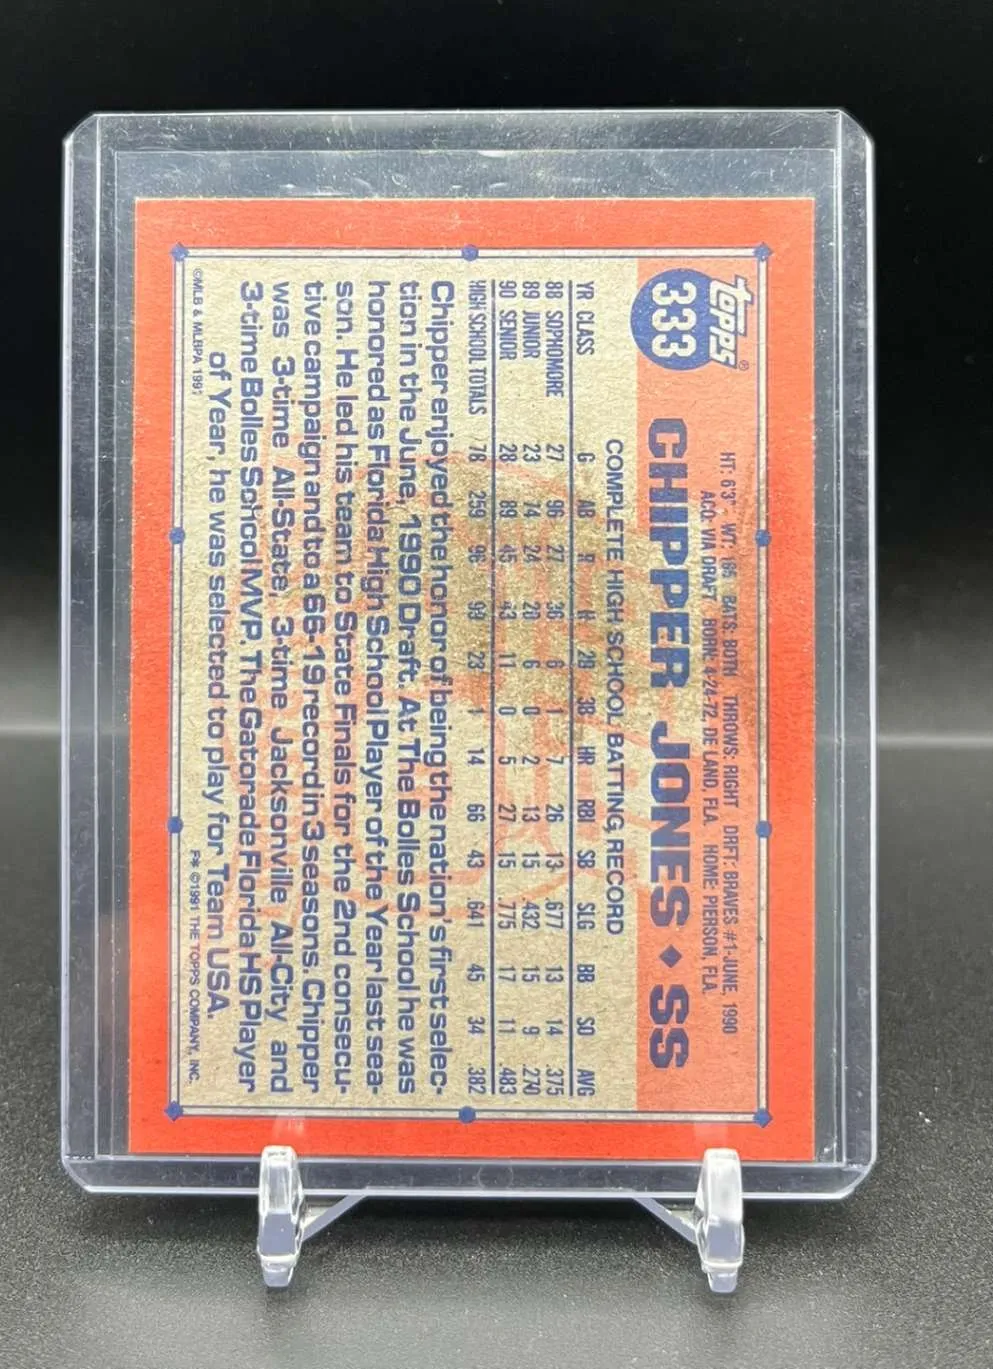 topps®
333
HT: 6'3" WT: 185 BATS: BOTH THROWS: RIGHT DRFT: BRAVES #1-JUNE, 1990
ACQ: VIA DRAFT BORN: 4-24-72, DE LAND, FLA. HOME: PIERSON, FLA.
CHIPPER JONES ♦ SS
COMPLETE HIGH SCHOOL BATTING RECORD
YR CLASS G AB R H 2B 3B HR RBI SB SLG BB SO AVG
88 SOPHOMORE 27 96 27 36 6 1 7 26 13 .677 13 14 .375
89 JUNIOR 23 74 24 20 6 0 2 13 15 .432 15 9 .270
90 SENIOR 28 89 45 43 11 0 5 27 15 .775 17 11 .483
HIGH SCHOOL TOTALS 78 259 96 99 23 1 14 66 43 .641 45 34 .382
Chipper enjoyed the honor of being the nation's first selec-
tion in the June, 1990 Draft. At The Bolles School he was
honored as Florida High School Player of the Year last sea-
son. He led his team to State Finals for the 2nd consecu-
tive campaign and to a 66-19 record in 3 seasons. Chipper
was 3-time All-State, 3-time Jacksonville All-City and
3-time Bolles School MVP. The Gatorade Florida HS Player
of Year, he was selected to play for Team USA.
©MLB & MLBPA 1991
F* ©1991 THE TOPPS COMPANY, INC.